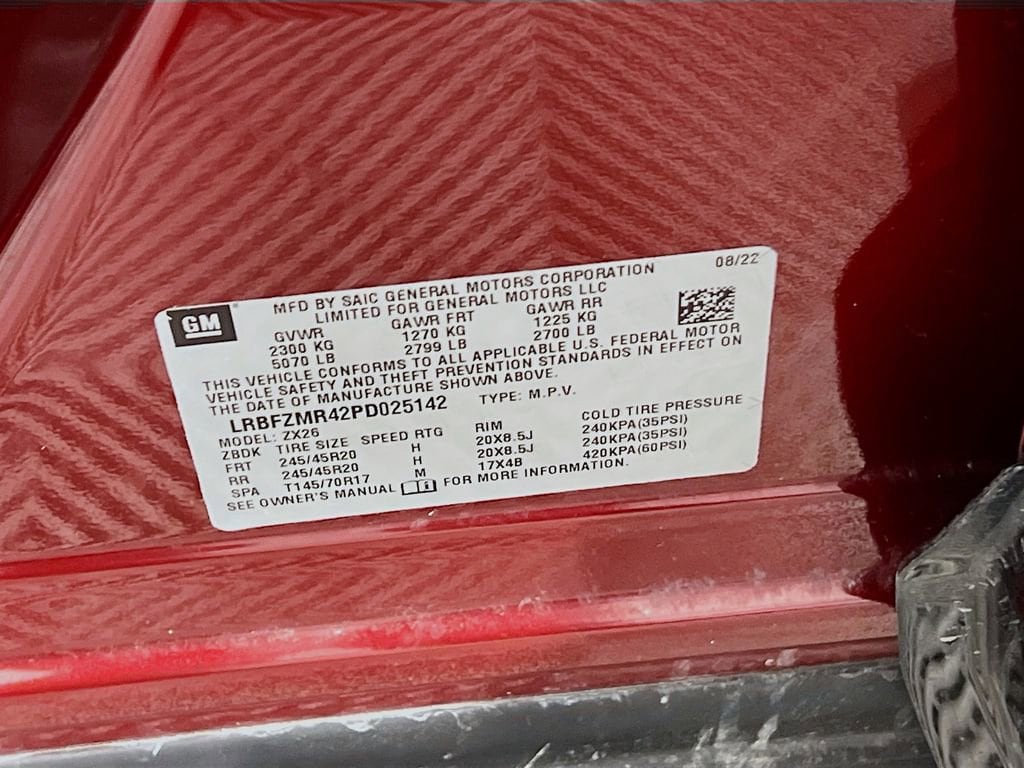 GM
MFD BY SAIC GENERAL MOTORS CORPORATION 08/22
LIMITED FOR GENERAL MOTORS LLC
GVWR GAWR FRT GAWR RR
2300 KG 1270 KG 1225 KG
5070 LB 2799 LB 2700 LB
THIS VEHICLE CONFORMS TO ALL APPLICABLE U.S. FEDERAL MOTOR
VEHICLE SAFETY AND THEFT PREVENTION STANDARDS IN EFFECT ON
THE DATE OF MANUFACTURE SHOWN ABOVE.
LRBFZMR42PD025142 TYPE: M.P.V.
MODEL: ZX26
ZBDK TIRE SIZE SPEED RTG RIM COLD TIRE PRESSURE
FRT 245/45R20 H 20X8.5J 240KPA(35PSI)
RR 245/45R20 H 20X8.5J 240KPA(35PSI)
SPA T145/70R17 M 17X4B 420KPA(60PSI)
SEE OWNER'S MANUAL FOR MORE INFORMATION.